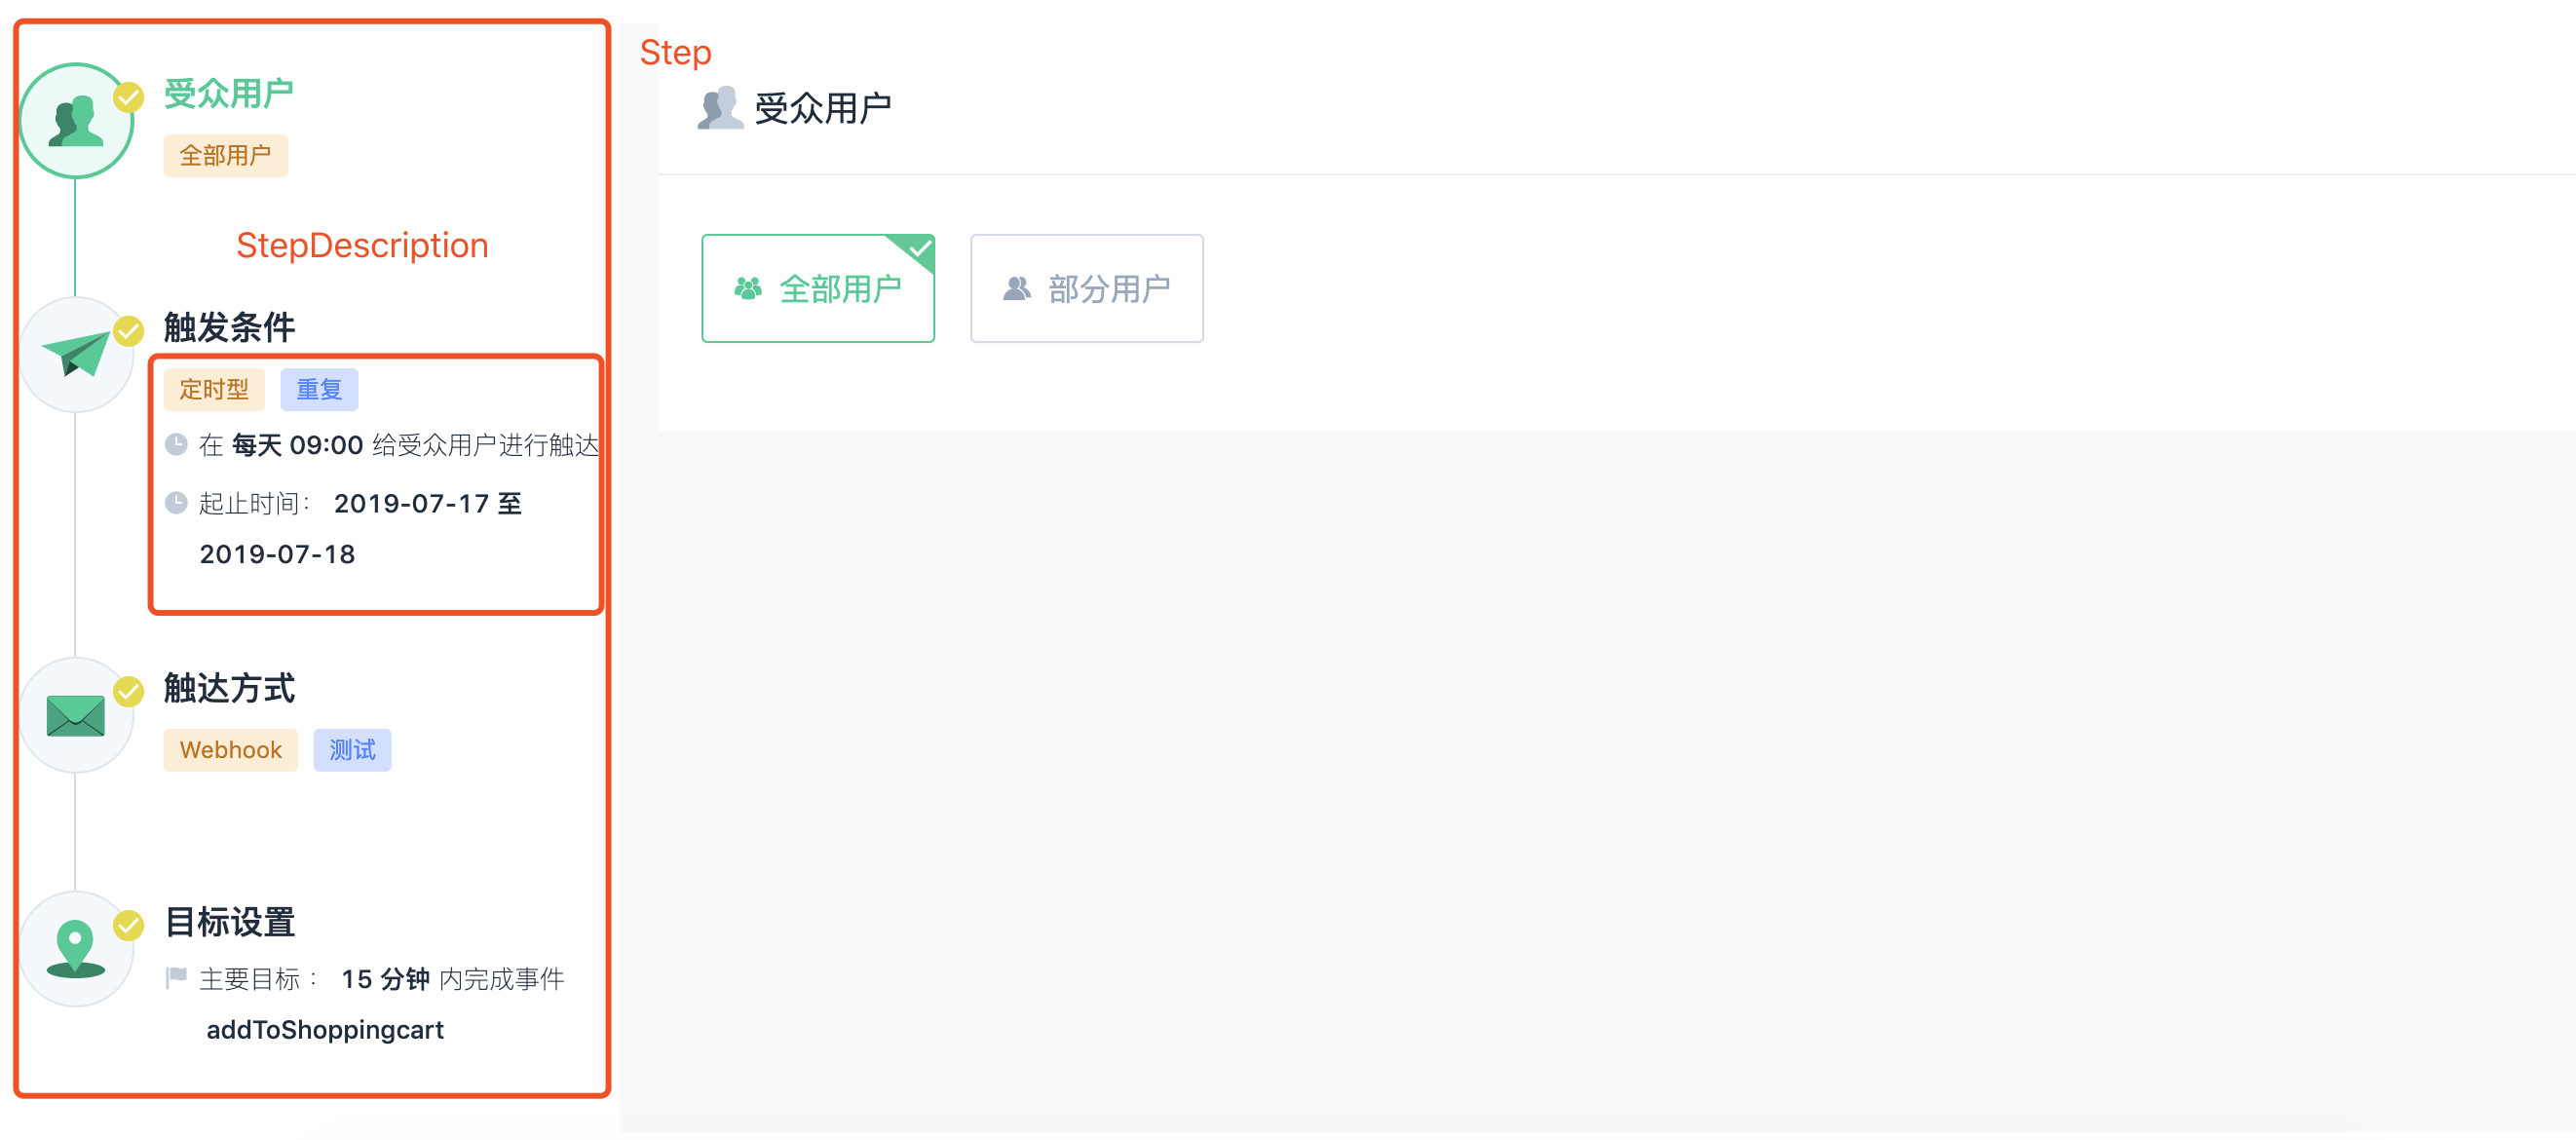 受众用户
全部用户
StepDescription
触发条件
定时型 重复
在 每天 09:00 给受众用户进行触达
起止时间： 2019-07-17 至
2019-07-18
触达方式
Webhook 测试
目标设置
主要目标： 15 分钟 内完成事件
addToShoppingcart
Step
受众用户
全部用户 部分用户